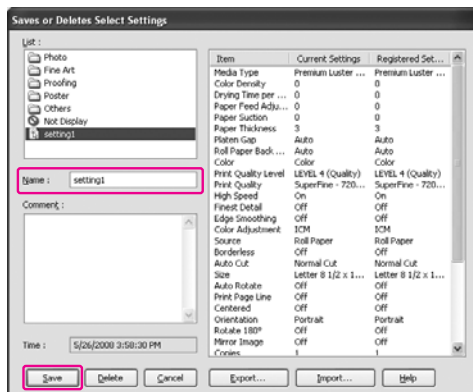 Saves or Deletes Select Settings
List :
Photo
Fine Art
Proofing
Poster
Others
Not Display
setting1
Name : setting1
Comment :
Time : 5/26/2008 3:58:30 PM
Item Current Settings Registered Set...
Media Type Premium Luster ... Premium Luster ...
Color Density 0 0
Drying Time per ... 0 0
Paper Feed Adju... 0 0
Paper Suction 0 0
Paper Thickness 3 3
Platen Gap Auto Auto
Roll Paper Back ... Auto Auto
Color Color Color
Print Quality Level LEVEL 4 (Quality) LEVEL 4 (Quality)
Print Quality SuperFine - 720... SuperFine - 720...
High Speed On On
Finest Detail Off Off
Edge Smoothing Off Off
Color Adjustment ICM ICM
Source Roll Paper Roll Paper
Borderless Off Off
Auto Cut Normal Cut Normal Cut
Size Letter 8 1/2 x 1... Letter 8 1/2 x 1...
Auto Rotate Off Off
Print Page Line Off Off
Centered Off Off
Orientation Portrait Portrait
Rotate 180° Off Off
Mirror Image Off Off
Copies 1 1
Save Delete Cancel Export... Import... Help